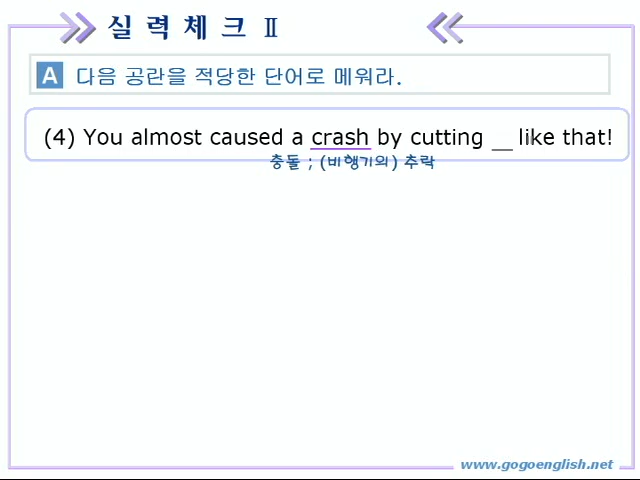 실 력 체 크 Ⅱ
A 다음 공란을 적당한 단어로 메워라.
(4) You almost caused a crash by cutting __ like that!
충돌 ; (비행기의) 추락
www.gogoenglish.net